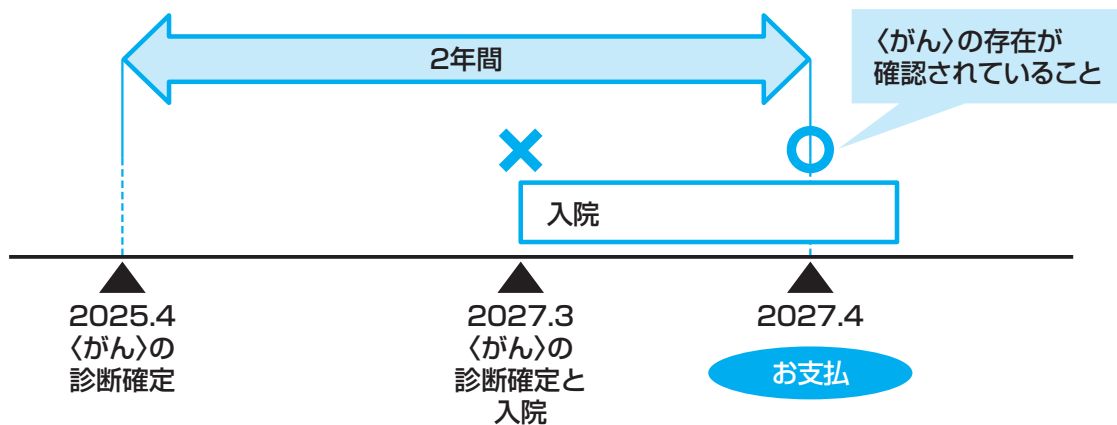 2年間
〈がん〉の存在が
確認されていること
入院
2025.4
〈がん〉の
診断確定
2027.3
〈がん〉の
診断確定と
入院
2027.4
お支払